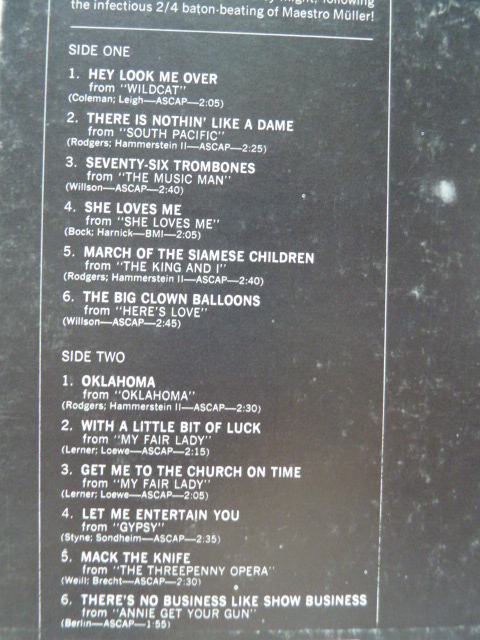 the infectious 2/4 baton-beating of Maestro Müller!
SIDE ONE
1. HEY LOOK ME OVER
from "WILDCAT"
(Coleman; Leigh—ASCAP—2:05)
2. THERE IS NOTHIN' LIKE A DAME
from "SOUTH PACIFIC"
(Rodgers; Hammerstein II—ASCAP—2:25)
3. SEVENTY-SIX TROMBONES
from "THE MUSIC MAN"
(Willson—ASCAP—2:40)
4. SHE LOVES ME
from "SHE LOVES ME"
(Bock; Harnick—BMI—2:05)
5. MARCH OF THE SIAMESE CHILDREN
from "THE KING AND I"
(Rodgers; Hammerstein II—ASCAP—2:40)
6. THE BIG CLOWN BALLOONS
from "HERE'S LOVE"
(Willson—ASCAP—2:45)
SIDE TWO
1. OKLAHOMA
from "OKLAHOMA"
(Rodgers; Hammerstein II—ASCAP—2:30)
2. WITH A LITTLE BIT OF LUCK
from "MY FAIR LADY"
(Lerner; Loewe—ASCAP—2:15)
3. GET ME TO THE CHURCH ON TIME
from "MY FAIR LADY"
(Lerner; Loewe—ASCAP—2:05)
4. LET ME ENTERTAIN YOU
from "GYPSY"
(Styne; Sondheim—ASCAP—2:35)
5. MACK THE KNIFE
from "THE THREEPENNY OPERA"
(Weill; Brecht—ASCAP—2:30)
6. THERE'S NO BUSINESS LIKE SHOW BUSINESS
from "ANNIE GET YOUR GUN"
(Berlin—ASCAP—1:55)